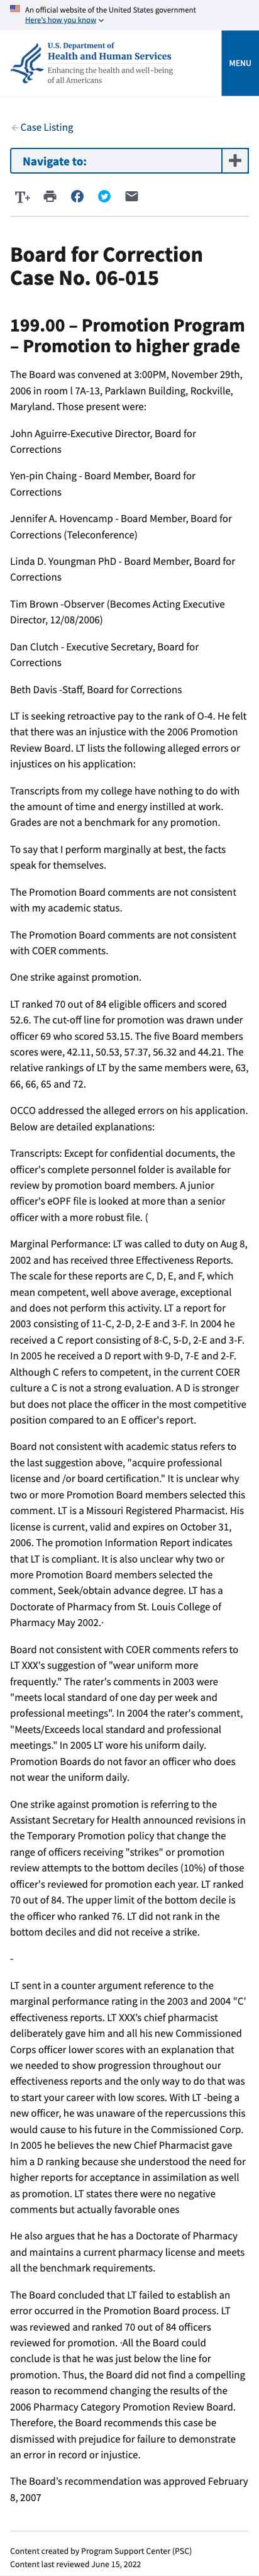 An official website of the United States government
Here's how you know
U.S. Department of
Health and Human Services
Enhancing the health and well-being
of all Americans
MENU
Case Listing
Navigate to:
T+
Board for Correction
Case No. 06-015
199.00 – Promotion Program
– Promotion to higher grade
The Board was convened at 3:00PM, November 29th,
2006 in room l 7A-13, Parklawn Building, Rockville,
Maryland. Those present were:
John Aguirre-Executive Director, Board for
Corrections
Yen-pin Chaing - Board Member, Board for
Corrections
Jennifer A. Hovencamp - Board Member, Board for
Corrections (Teleconference)
Linda D. Youngman PhD - Board Member, Board for
Corrections
Tim Brown -Observer (Becomes Acting Executive
Director, 12/08/2006)
Dan Clutch - Executive Secretary, Board for
Corrections
Beth Davis -Staff, Board for Corrections
LT is seeking retroactive pay to the rank of O-4. He felt
that there was an injustice with the 2006 Promotion
Review Board. LT lists the following alleged errors or
injustices on his application:
Transcripts from my college have nothing to do with
the amount of time and energy instilled at work.
Grades are not a benchmark for any promotion.
To say that I perform marginally at best, the facts
speak for themselves.
The Promotion Board comments are not consistent
with my academic status.
The Promotion Board comments are not consistent
with COER comments.
One strike against promotion.
LT ranked 70 out of 84 eligible officers and scored
52.6. The cut-off line for promotion was drawn under
officer 69 who scored 53.15. The five Board members
scores were, 42.11, 50.53, 57.37, 56.32 and 44.21. The
relative rankings of LT by the same members were, 63,
66, 66, 65 and 72.
OCCO addressed the alleged errors on his application.
Below are detailed explanations:
Transcripts: Except for confidential documents, the
officer's complete personnel folder is available for
review by promotion board members. A junior
officer's eOPF file is looked at more than a senior
officer with a more robust file. (
Marginal Performance: LT was called to duty on Aug 8,
2002 and has received three Effectiveness Reports.
The scale for these reports are C, D, E, and F, which
mean competent, well above average, exceptional
and does not perform this activity. LT a report for
2003 consisting of 11-C, 2-D, 2-E and 3-F. In 2004 he
received a C report consisting of 8-C, 5-D, 2-E and 3-F.
In 2005 he received a D report with 9-D, 7-E and 2-F.
Although C refers to competent, in the current COER
culture a C is not a strong evaluation. A D is stronger
but does not place the officer in the most competitive
position compared to an E officer's report.
Board not consistent with academic status refers to
the last suggestion above, "acquire professional
license and /or board certification." It is unclear why
two or more Promotion Board members selected this
comment. LT is a Missouri Registered Pharmacist. His
license is current, valid and expires on October 31,
2006. The promotion Information Report indicates
that LT is compliant. It is also unclear why two or
more Promotion Board members selected the
comment, Seek/obtain advance degree. LT has a
Doctorate of Pharmacy from St. Louis College of
Pharmacy May 2002.·
Board not consistent with COER comments refers to
LT XXX's suggestion of "wear uniform more
frequently." The rater's comments in 2003 were
"meets local standard of one day per week and
professional meetings". In 2004 the rater's comment,
"Meets/Exceeds local standard and professional
meetings." In 2005 LT wore his uniform daily.
Promotion Boards do not favor an officer who does
not wear the uniform daily.
One strike against promotion is referring to the
Assistant Secretary for Health announced revisions in
the Temporary Promotion policy that change the
range of officers receiving "strikes" or promotion
review attempts to the bottom deciles (10%) of those
officer's reviewed for promotion each year. LT ranked
70 out of 84. The upper limit of the bottom decile is
the officer who ranked 76. LT did not rank in the
bottom deciles and did not receive a strike.
-
LT sent in a counter argument reference to the
marginal performance rating in the 2003 and 2004 "C'
effectiveness reports. LT XXX's chief pharmacist
deliberately gave him and all his new Commissioned
Corps officer lower scores with an explanation that
we needed to show progression throughout our
effectiveness reports and the only way to do that was
to start your career with low scores. With LT -being a
new officer, he was unaware of the repercussions this
would cause to his future in the Commissioned Corp.
In 2005 he believes the new Chief Pharmacist gave
him a D ranking because she understood the need for
higher reports for acceptance in assimilation as well
as promotion. LT states there were no negative
comments but actually favorable ones
He also argues that he has a Doctorate of Pharmacy
and maintains a current pharmacy license and meets
all the benchmark requirements.
The Board concluded that LT failed to establish an
error occurred in the Promotion Board process. LT
was reviewed and ranked 70 out of 84 officers
reviewed for promotion. ·All the Board could
conclude is that he was just below the line for
promotion. Thus, the Board did not find a compelling
reason to recommend changing the results of the
2006 Pharmacy Category Promotion Review Board.
Therefore, the Board recommends this case be
dismissed with prejudice for failure to demonstrate
an error in record or injustice.
The Board's recommendation was approved February
8, 2007
Content created by Program Support Center (PSC)
Content last reviewed June 15, 2022